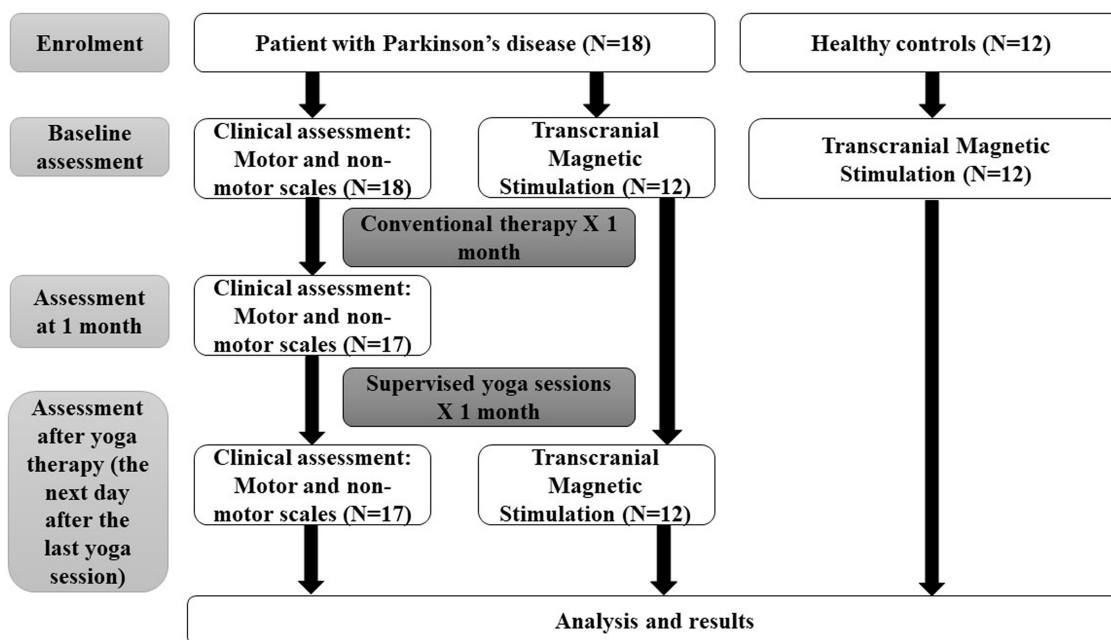 Enrolment
Patient with Parkinson’s disease (N=18)
Healthy controls (N=12)
Baseline
assessment
Clinical assessment:
Motor and non-
motor scales (N=18)
Transcranial
Magnetic
Stimulation (N=12)
Transcranial Magnetic
Stimulation (N=12)
Conventional therapy X 1
month
Assessment
at 1 month
Clinical assessment:
Motor and non-
motor scales (N=17)
Supervised yoga sessions
X 1 month
Assessment
after yoga
therapy (the
next day
after the
last yoga
session)
Clinical assessment:
Motor and non-
motor scales (N=17)
Transcranial
Magnetic
Stimulation (N=12)
Analysis and results